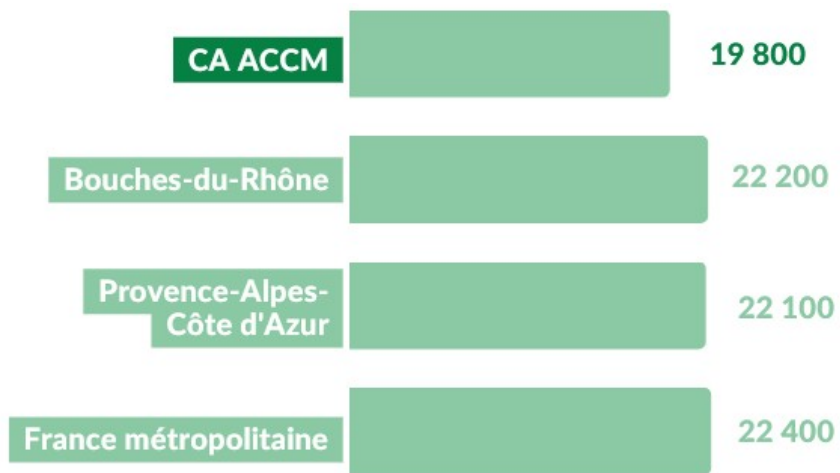 CA ACCM
19 800
Bouches-du-Rhône
22 200
Provence-Alpes-
Côte d'Azur
22 100
France métropolitaine
22 400